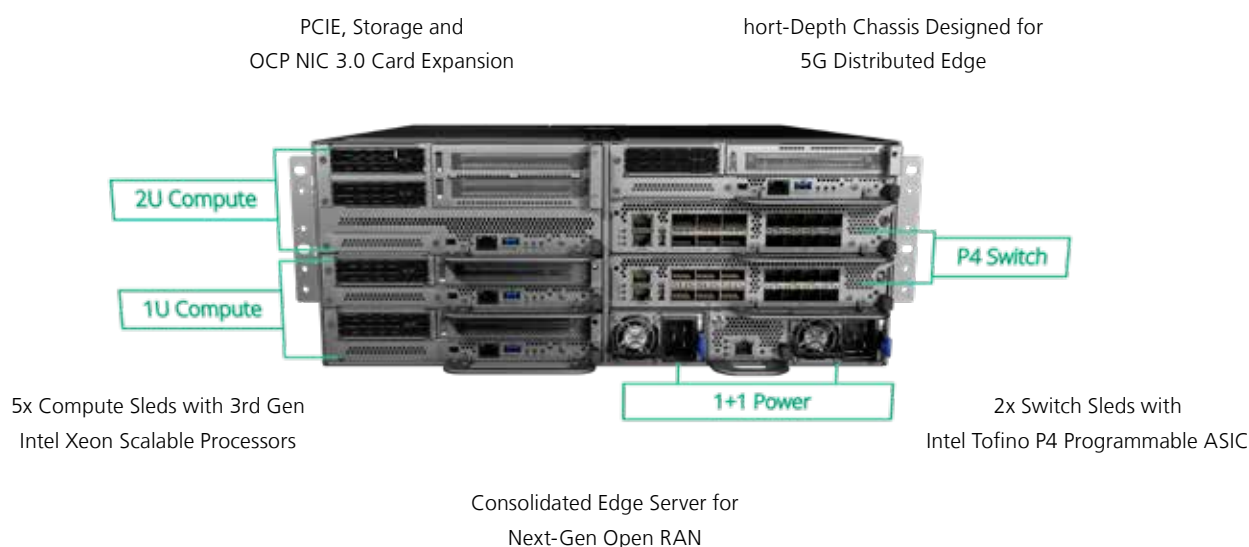 PCIE, Storage and
OCP NIC 3.0 Card Expansion
hort-Depth Chassis Designed for
5G Distributed Edge
2U Compute
P4 Switch
1U Compute
1+1 Power
5x Compute Sleds with 3rd Gen
Intel Xeon Scalable Processors
2x Switch Sleds with
Intel Tofino P4 Programmable ASIC
Consolidated Edge Server for
Next-Gen Open RAN